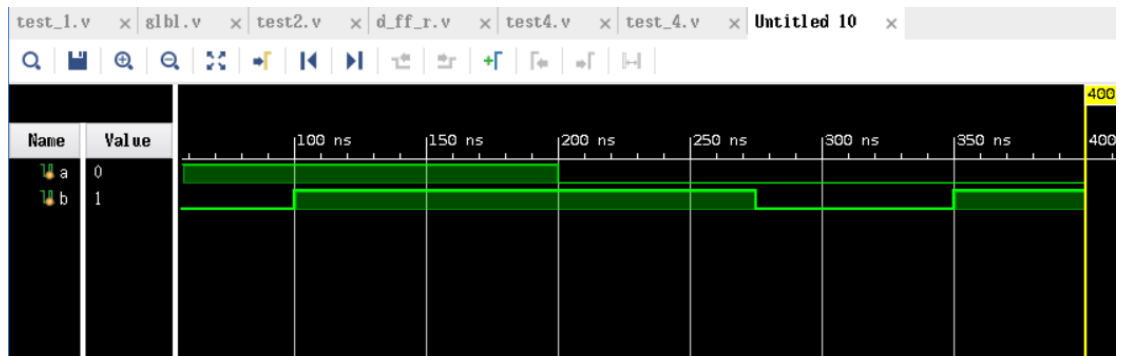 test_1.v × glbl.v × test2.v × d_ff_r.v × test4.v × test_4.v × Untitled 10 ×
400
Name Value 100 ns 150 ns 200 ns 250 ns 300 ns 350 ns 400
a 0
b 1